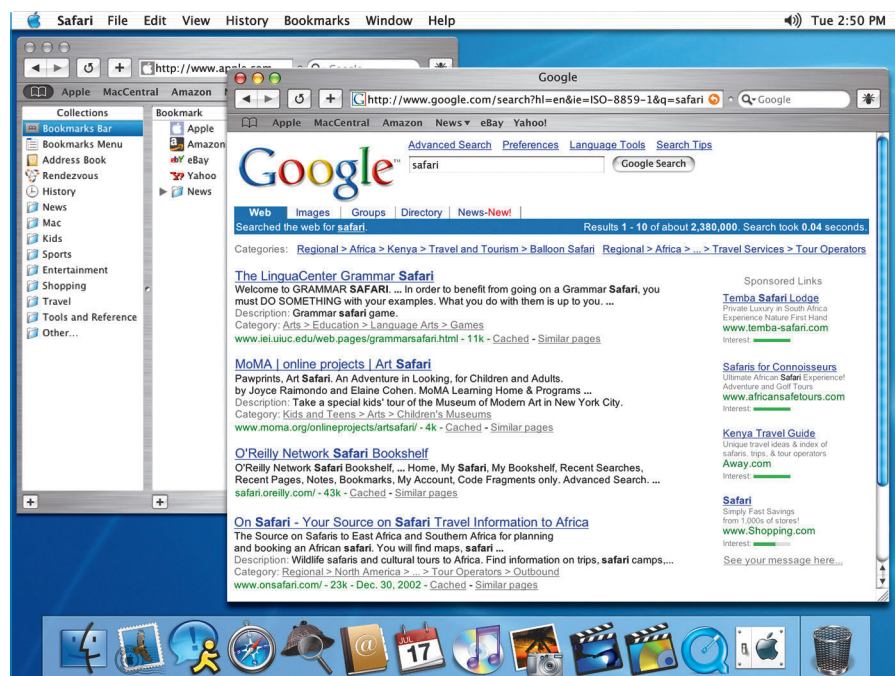 Safari File Edit View History Bookmarks Window Help Tue 2:50 PM
http://www.apple.com
Apple MacCentral Amazon
Collections
Bookmarks Bar
Bookmarks Menu
Address Book
Rendezvous
History
News
Mac
Kids
Sports
Entertainment
Shopping
Travel
Tools and Reference
Other...
Bookmark
Apple
Amazon
eBay
Yahoo
News
Google
http://www.google.com/search?hl=en&ie=ISO-8859-1&q=safari Google
Apple MacCentral Amazon News eBay Yahoo!
Google™
Advanced Search Preferences Language Tools Search Tips
safari Google Search
Web Images Groups Directory News-New!
Searched the web for safari. Results 1 - 10 of about 2,380,000. Search took 0.04 seconds.
Categories: Regional > Africa > Kenya > Travel and Tourism > Balloon Safari Regional > Africa > ... > Travel Services > Tour Operators
The LinguaCenter Grammar Safari
Welcome to GRAMMAR SAFARI. ... In order to benefit from going on a Grammar Safari, you
must DO SOMETHING with your examples. What you do with them is up to you. ...
Description: Grammar safari game.
Category: Arts > Education > Language Arts > Games
www.iei.uiuc.edu/web.pages/grammarsafari.html - 11k - Cached - Similar pages
MoMA | online projects | Art Safari
Pawprints, Art Safari. An Adventure in Looking, for Children and Adults.
by Joyce Raimondo and Elaine Cohen. MoMA Learning Home & Programs ...
Description: Take a special kids' tour of the Museum of Modern Art in New York City.
Category: Kids and Teens > Arts > Children's Museums
www.moma.org/onlineprojects/artsafari/ - 4k - Cached - Similar pages
O'Reilly Network Safari Bookshelf
O'Reilly Network Safari Bookshelf, ... Home, My Safari, My Bookshelf, Recent Searches,
Recent Pages, Notes, Bookmarks, My Account, Code Fragments only. Advanced Search. ...
safari.oreilly.com/ - 43k - Cached - Similar pages
On Safari - Your Source on Safari Travel Information to Africa
The Source on Safaris to East Africa and Southern Africa for planning
and booking an African safari. You will find maps, safari ...
Description: Wildlife safaris and cultural tours to Africa. Find information on trips, safari camps,...
Category: Regional > North America > ... > Tour Operators > Outbound
www.onsafari.com/ - 23k - Dec. 30, 2002 - Cached - Similar pages
Sponsored Links
Temba Safari Lodge
Private Luxury in South Africa
Experience Nature First Hand
www.temba-safari.com
Interest:
Safaris for Connoisseurs
Ultimate African Safari Experience!
Adventure and Golf Tours
www.africansafetours.com
Interest:
Kenya Travel Guide
Unique travel ideas & index of
safaris, trips, & tour operators
Away.com
Interest:
Safari
Simply Fast Savings
from 1,000s of stores!
www.Shopping.com
Interest:
See your message here...
JUL
17